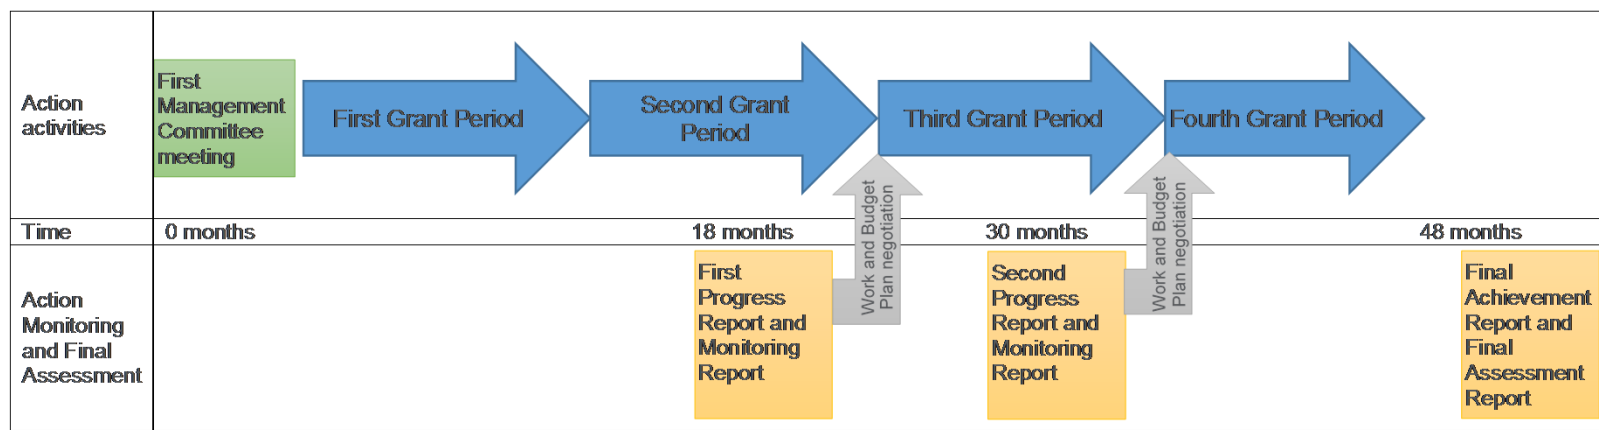 Action
activities
First
Management
Committee
meeting
First Grant Period
Second Grant
Period
Third Grant Period
Fourth Grant Period
Work and Budget
Plan negotiation
Work and Budget
Plan negotiation
Time
0 months
18 months
30 months
48 months
Action
Monitoring
and Final
Assessment
First
Progress
Report and
Monitoring
Report
Second
Progress
Report and
Monitoring
Report
Final
Achievement
Report and
Final
Assessment
Report